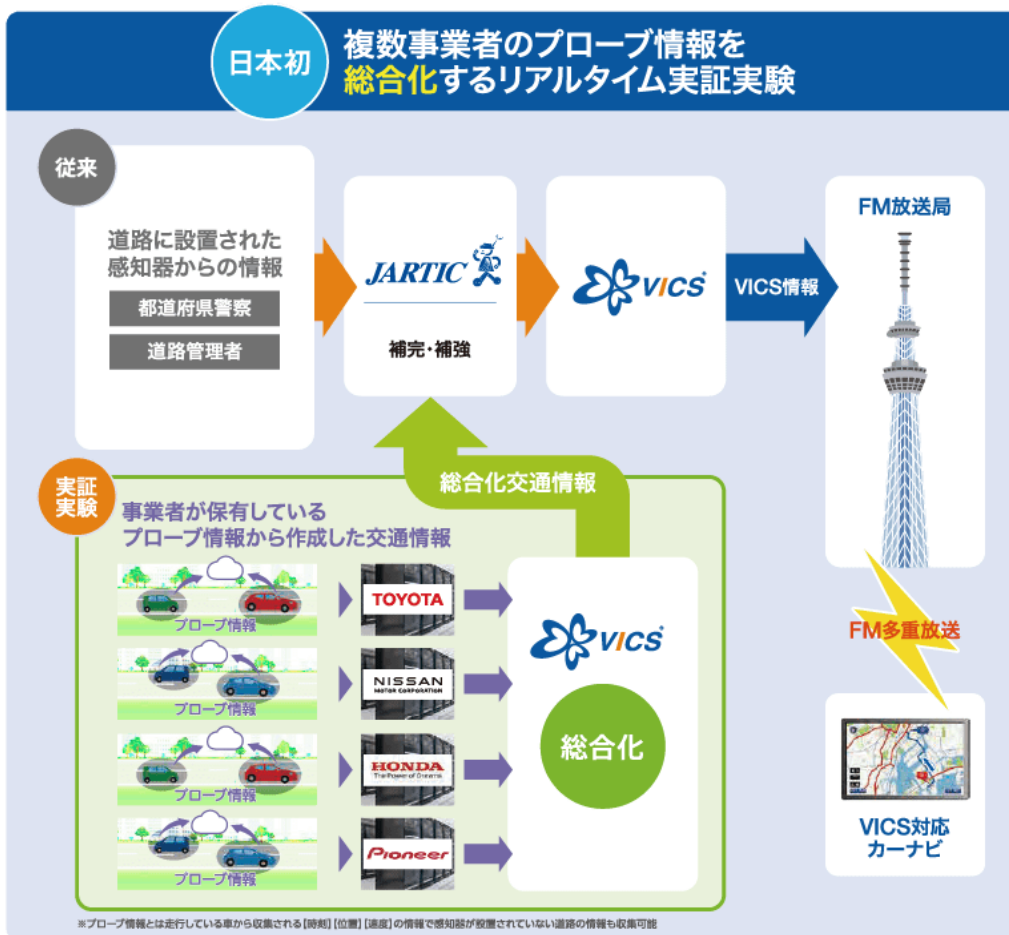 日本初
複数事業者のプローブ情報を
総合化するリアルタイム実証実験
従来
道路に設置された
感知器からの情報
都道府県警察
道路管理者
JARTIC
補完・補強
VICS
VICS情報
FM放送局
総合化交通情報
実証
実験
事業者が保有している
プローブ情報から作成した交通情報
プローブ情報
TOYOTA
プローブ情報
NISSAN
MOTOR CORPORATION
プローブ情報
HONDA
The Power of Dreams
プローブ情報
Pioneer
VICS
総合化
FM多重放送
VICS対応
カーナビ
※プローブ情報とは走行している車から収集される【時刻】【位置】【速度】の情報で感知器が設置されていない道路の情報も収集可能